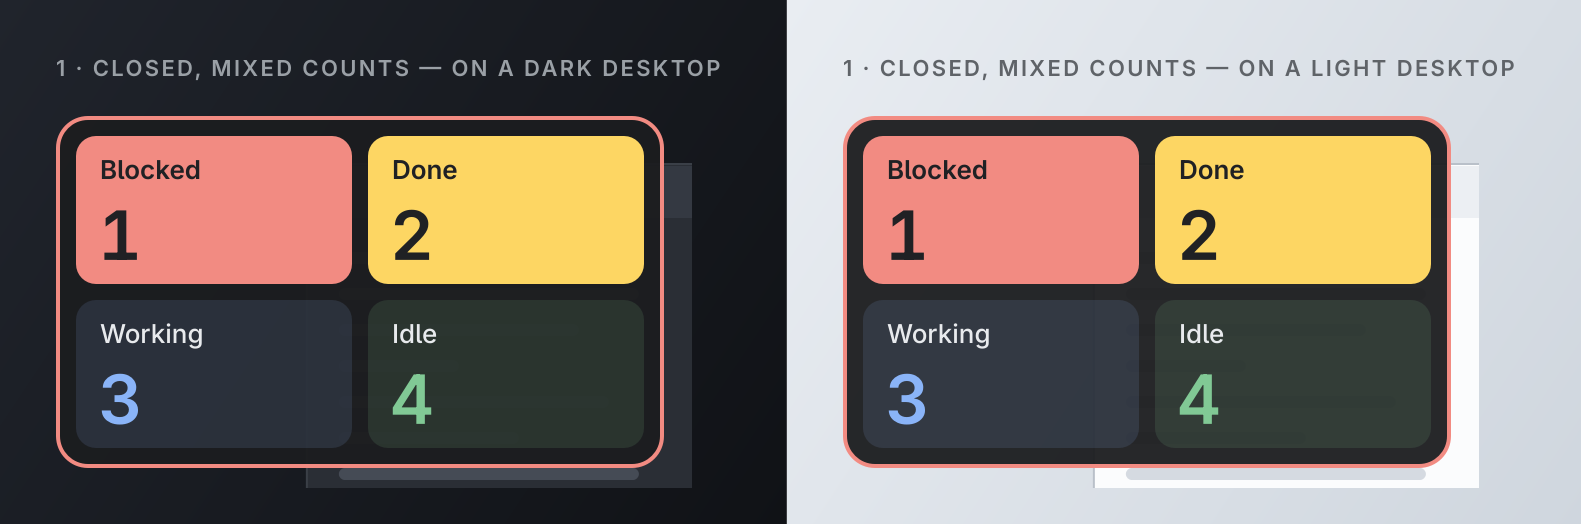 1 · CLOSED, MIXED COUNTS — ON A DARK DESKTOP
Blocked
1
Done
2
Working
3
Idle
4
1 · CLOSED, MIXED COUNTS — ON A LIGHT DESKTOP
Blocked
1
Done
2
Working
3
Idle
4